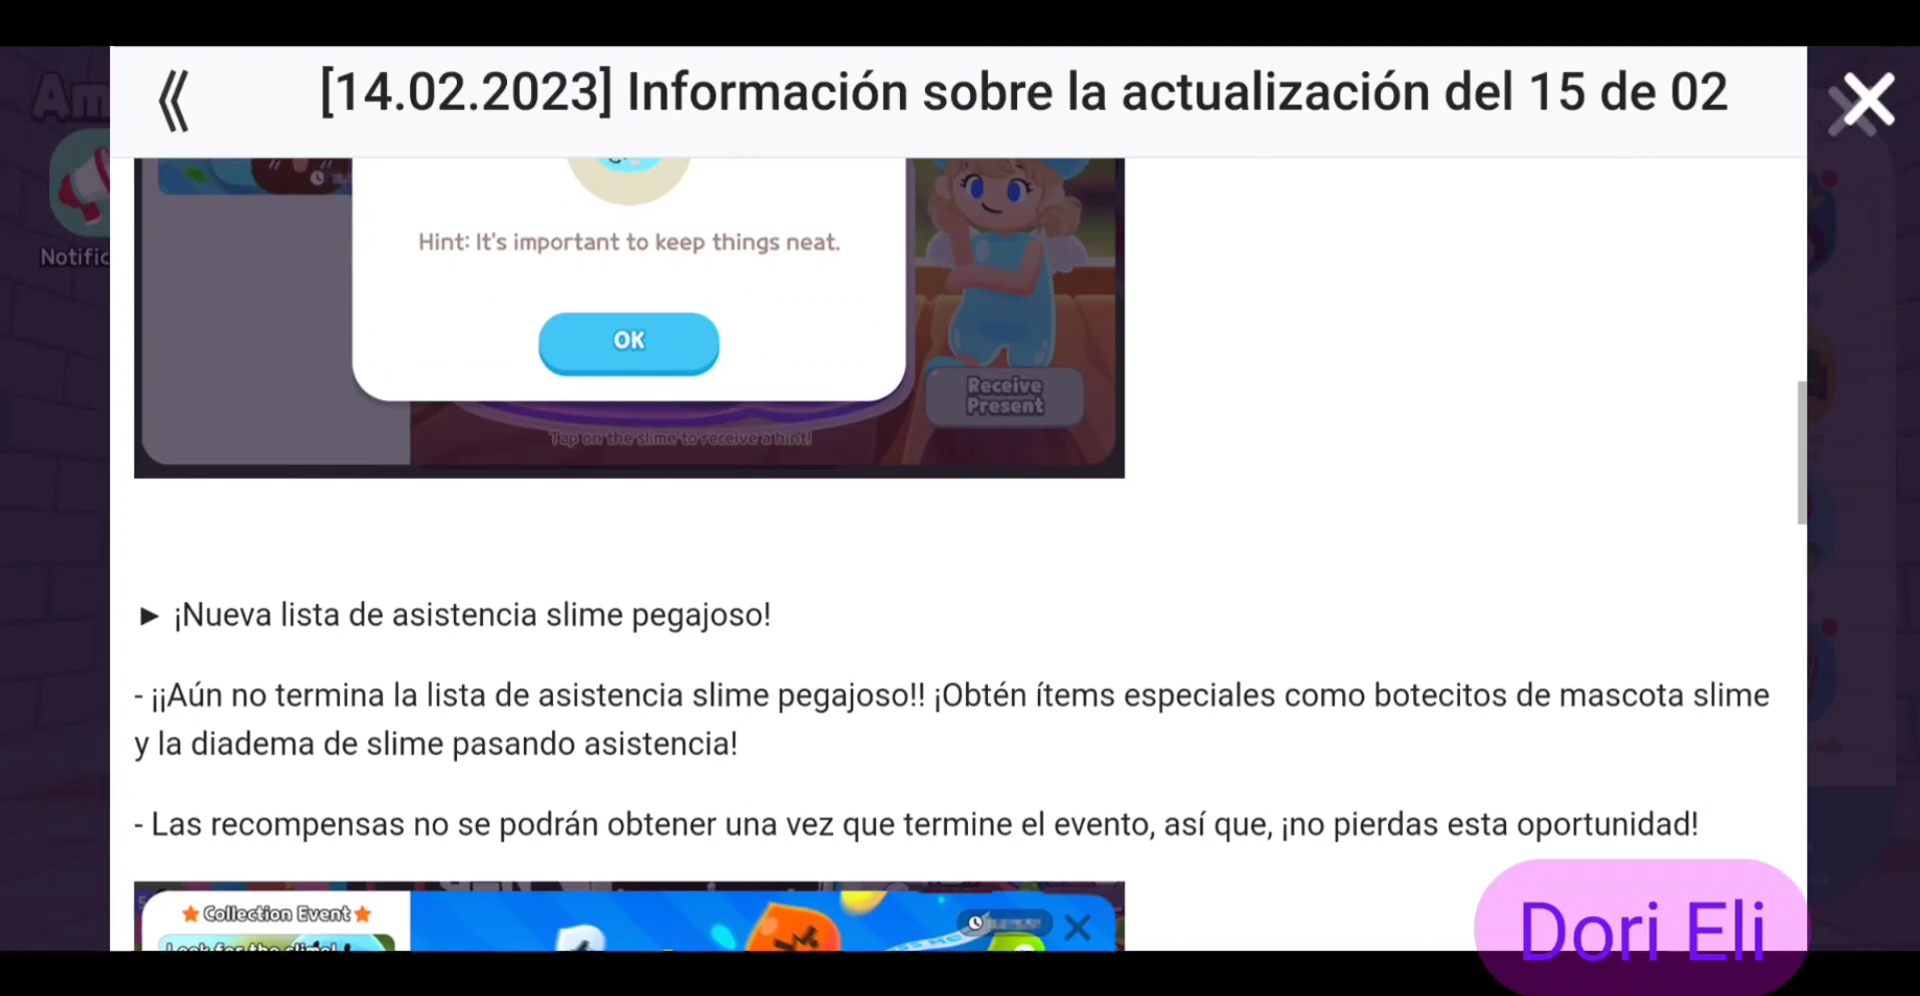 [14.02.2023] Información sobre la actualización del 15 de 02
Notific
Hint: It's important to keep things neat.
OK
Receive
Present
Tap on the slime to receive a hint!
► ¡Nueva lista de asistencia slime pegajoso!
- ¡¡Aún no termina la lista de asistencia slime pegajoso!! ¡Obtén ítems especiales como botecitos de mascota slime
y la diadema de slime pasando asistencia!
- Las recompensas no se podrán obtener una vez que termine el evento, así que, ¡no pierdas esta oportunidad!
Collection Event
Look for the slime!
Dori Eli